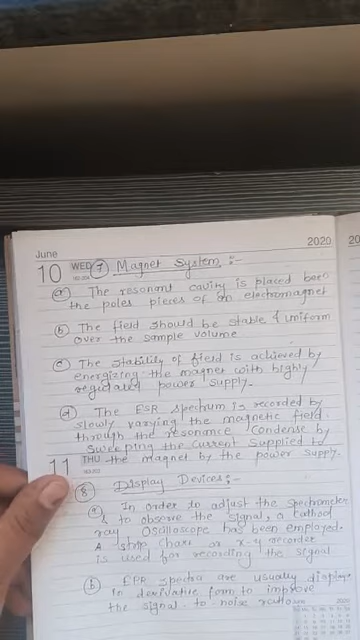 June 2020 20
10 WED ⑦ Magnet System :-
ⓐ The resonant cavity is placed been
the poles pieces of an electromagnet
ⓑ The field should be stable & uniform
over the sample volume.
ⓒ The stability of field is achieved by
energizing the magnet with highly
regulated power supply.
ⓓ The ESR spectrum is recorded by
slowly varying the magnetic field
through the resonance Condense by
Sweeping the Current Supplied to
11 THU the magnet by the power supply.
⑧ Display Devices :-
ⓐ In order to adjust the spectrometer
& to observe the signal, a cathod
ray Oscilloscope has been employed.
A strip chart or x-y recorder
is used for recording the signal
ⓑ EPR spectra are usually display
in derivative form to improve
the signal-to noise ratio